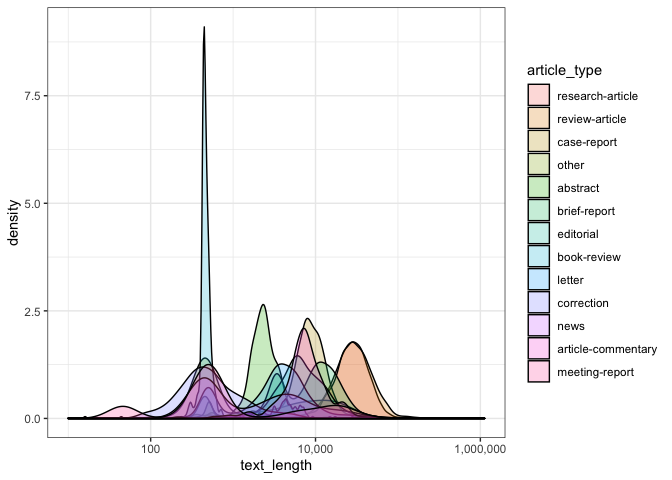 7.5
5.0
2.5
0.0
density
100
10,000
1,000,000
text_length
article_type
research-article
review-article
case-report
other
abstract
brief-report
editorial
book-review
letter
correction
news
article-commentary
meeting-report